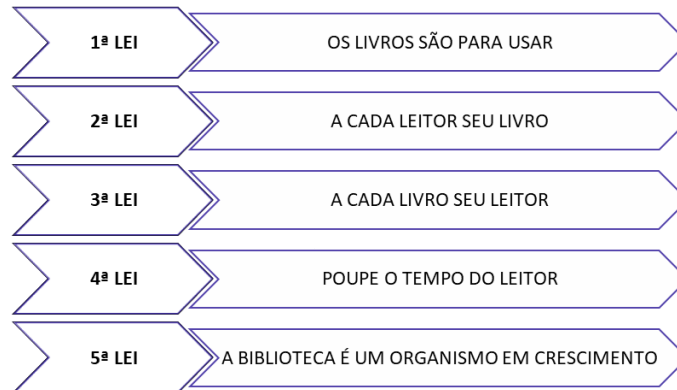 1ª LEI OS LIVROS SÃO PARA USAR
2ª LEI A CADA LEITOR SEU LIVRO
3ª LEI A CADA LIVRO SEU LEITOR
4ª LEI POUPE O TEMPO DO LEITOR
5ª LEI A BIBLIOTECA É UM ORGANISMO EM CRESCIMENTO